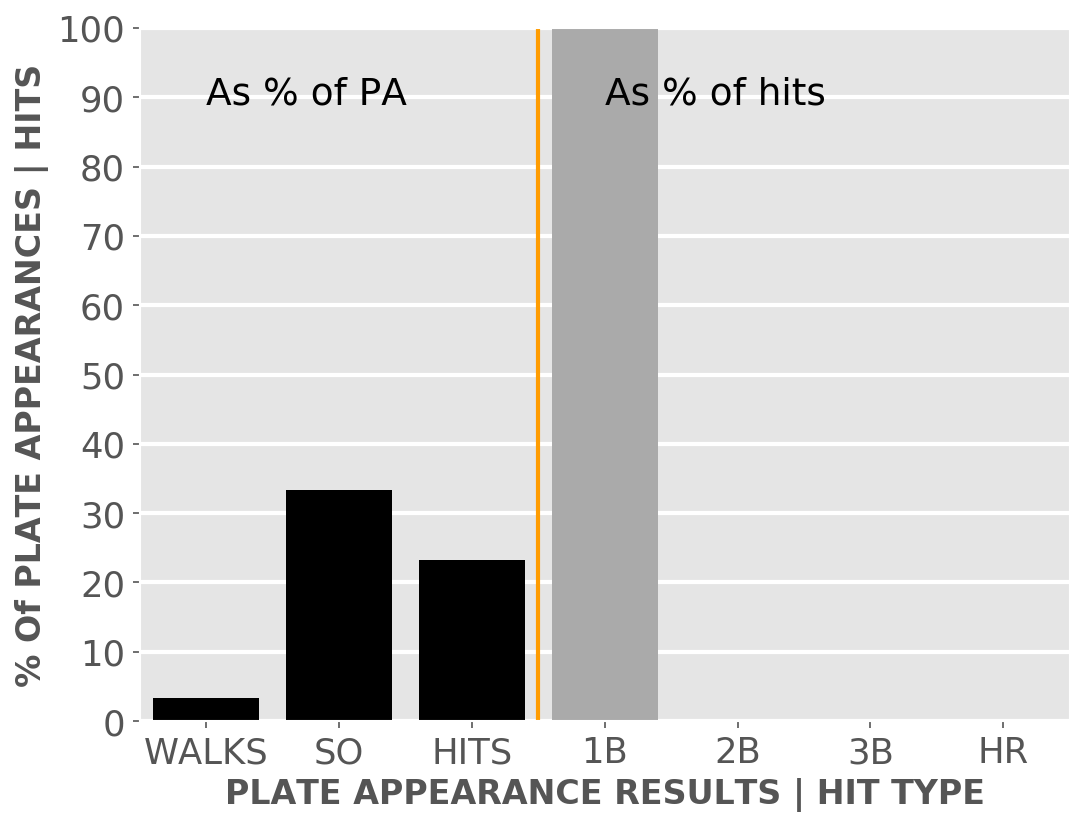 % Of PLATE APPEARANCES | HITS
100
90
80
70
60
50
40
30
20
10
0
As % of PA
As % of hits
WALKS SO HITS 1B 2B 3B HR
PLATE APPEARANCE RESULTS | HIT TYPE